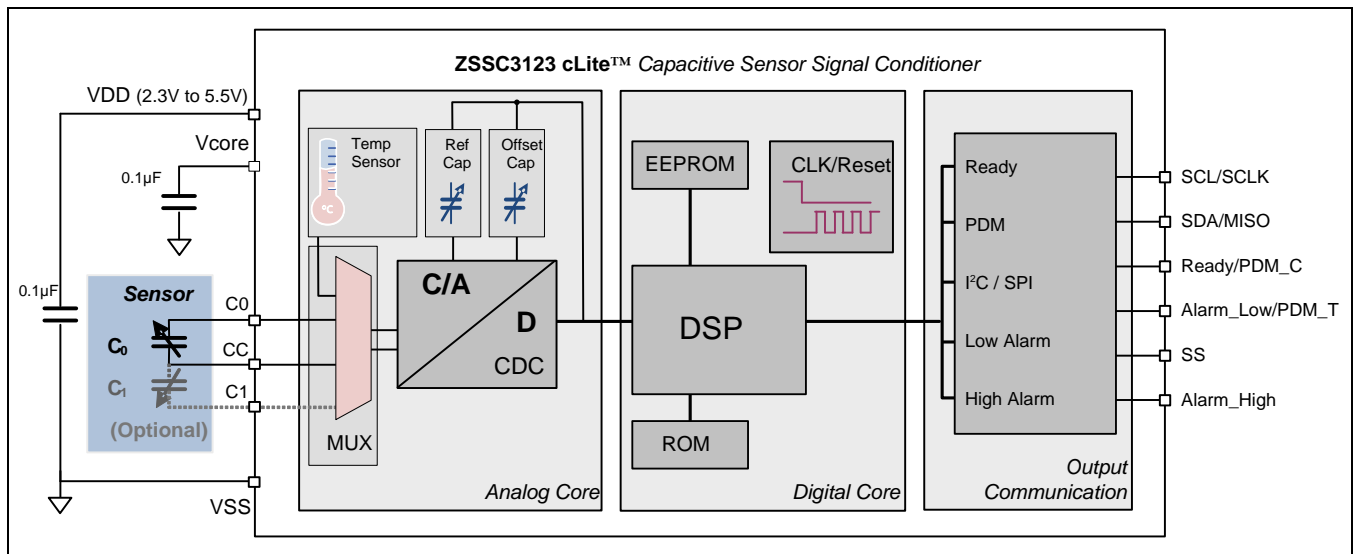 ZSSC3123 cLite™ Capacitive Sensor Signal Conditioner
VDD (2.3V to 5.5V)
Vcore
0.1µF
0.1µF
Sensor
C0
C0
CC
C1
C1
(Optional)
VSS
Temp
Sensor
°C
Ref
Cap
Offset
Cap
MUX
C/A
D
CDC
Analog Core
EEPROM
CLK/Reset
DSP
ROM
Digital Core
Ready
PDM
I²C / SPI
Low Alarm
High Alarm
Output
Communication
SCL/SCLK
SDA/MISO
Ready/PDM_C
Alarm_Low/PDM_T
SS
Alarm_High